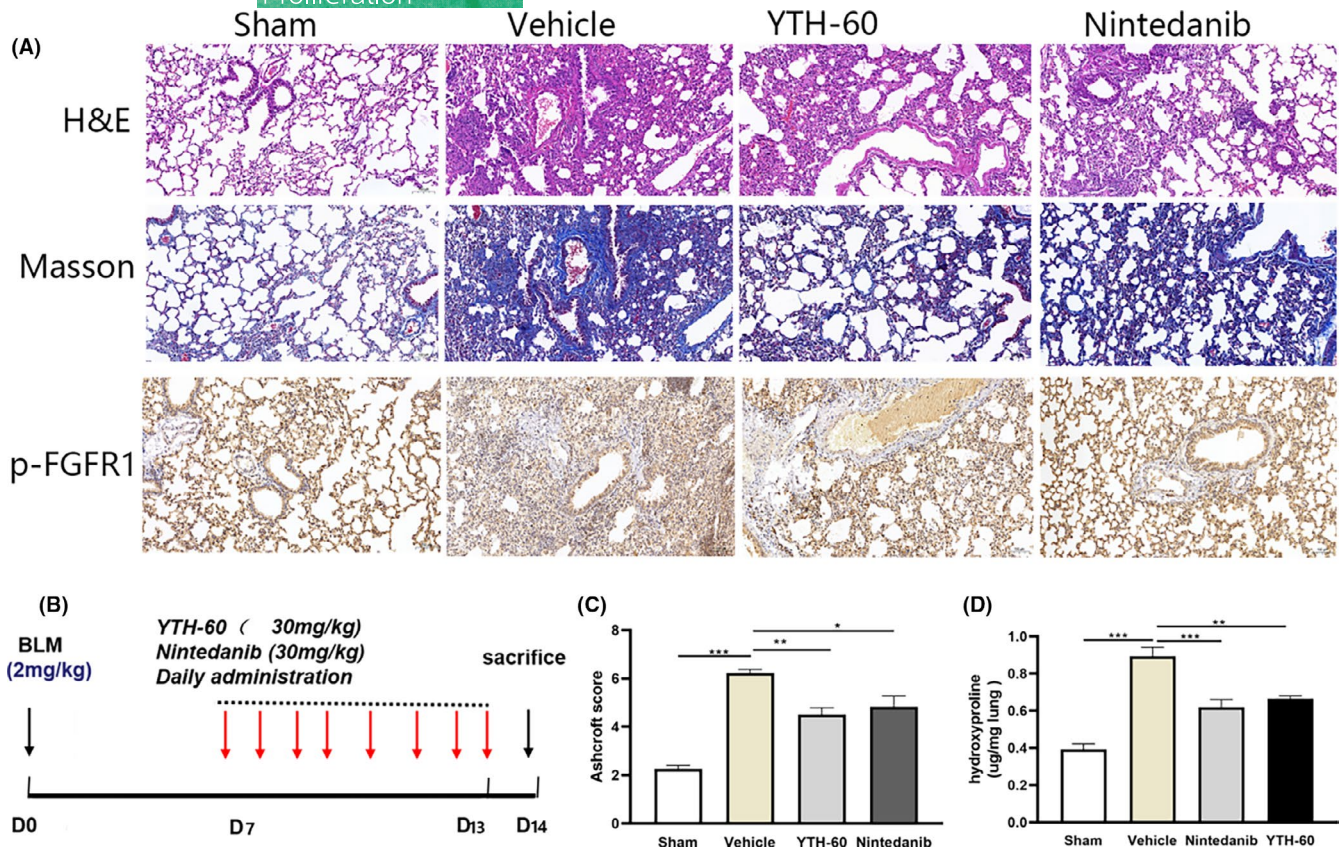 Proliferation
Sham Vehicle YTH-60 Nintedanib
(A)
H&E
Masson
p-FGFR1
(B)
BLM
(2mg/kg)
YTH-60 ( 30mg/kg)
Nintedanib (30mg/kg)
Daily administration
sacrifice
D0 D7 D13 D14
(C)
Ashcroft score
8
6
4
2
0
***
**
*
Sham Vehicle YTH-60 Nintedanib
(D)
hydroxyproline
(ug/mg lung )
1.0
0.8
0.6
0.4
0.2
0.0
***
***
**
Sham Vehicle Nintedanib YTH-60